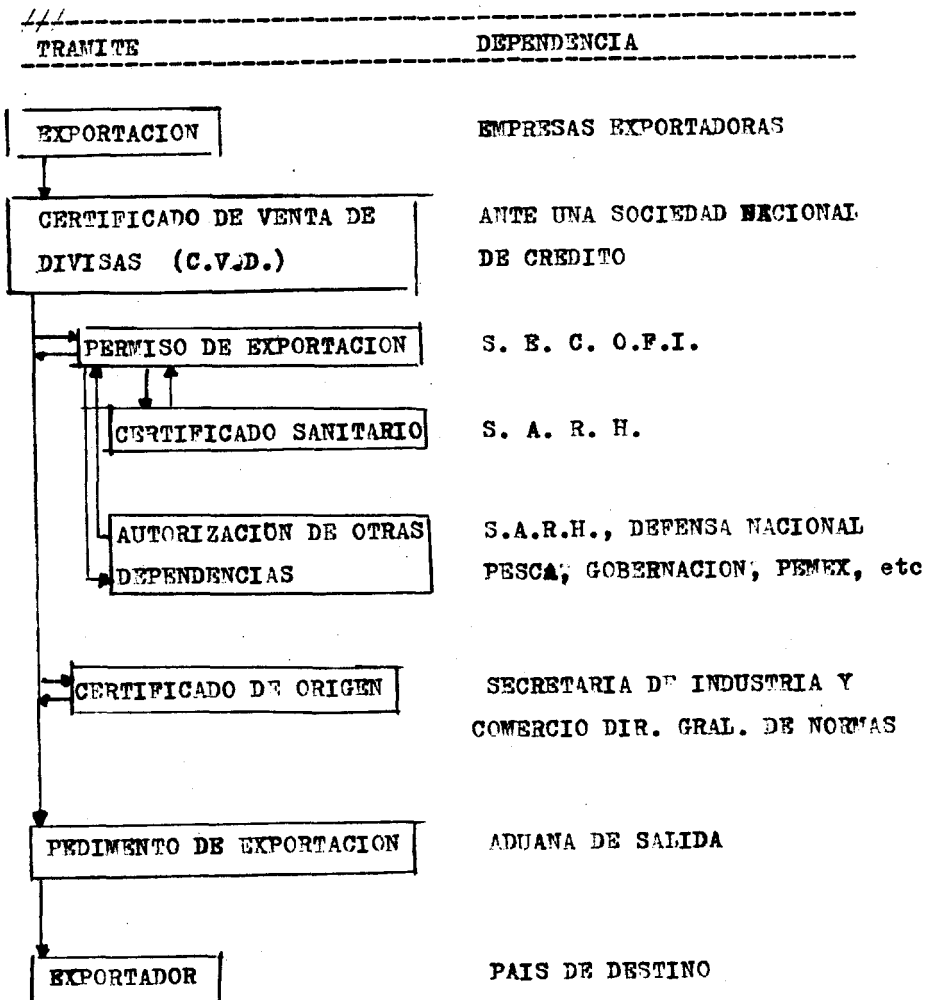 ///
TRAMITE DEPENDENCIA
EXPORTACION EMPRESAS EXPORTADORAS
CERTIFICADO DE VENTA DE ANTE UNA SOCIEDAD NACIONAL
DIVISAS (C.V.D.) DE CREDITO
PERMISO DE EXPORTACION S. E. C. O.F.I.
CERTIFICADO SANITARIO S. A. R. H.
AUTORIZACION DE OTRAS S.A.R.H., DEFENSA NACIONAL
DEPENDENCIAS PESCA, GOBERNACION, PEMEX, etc
CERTIFICADO DE ORIGEN SECRETARIA DE INDUSTRIA Y
COMERCIO DIR. GRAL. DE NORMAS
PEDIMENTO DE EXPORTACION ADUANA DE SALIDA
EXPORTADOR PAIS DE DESTINO